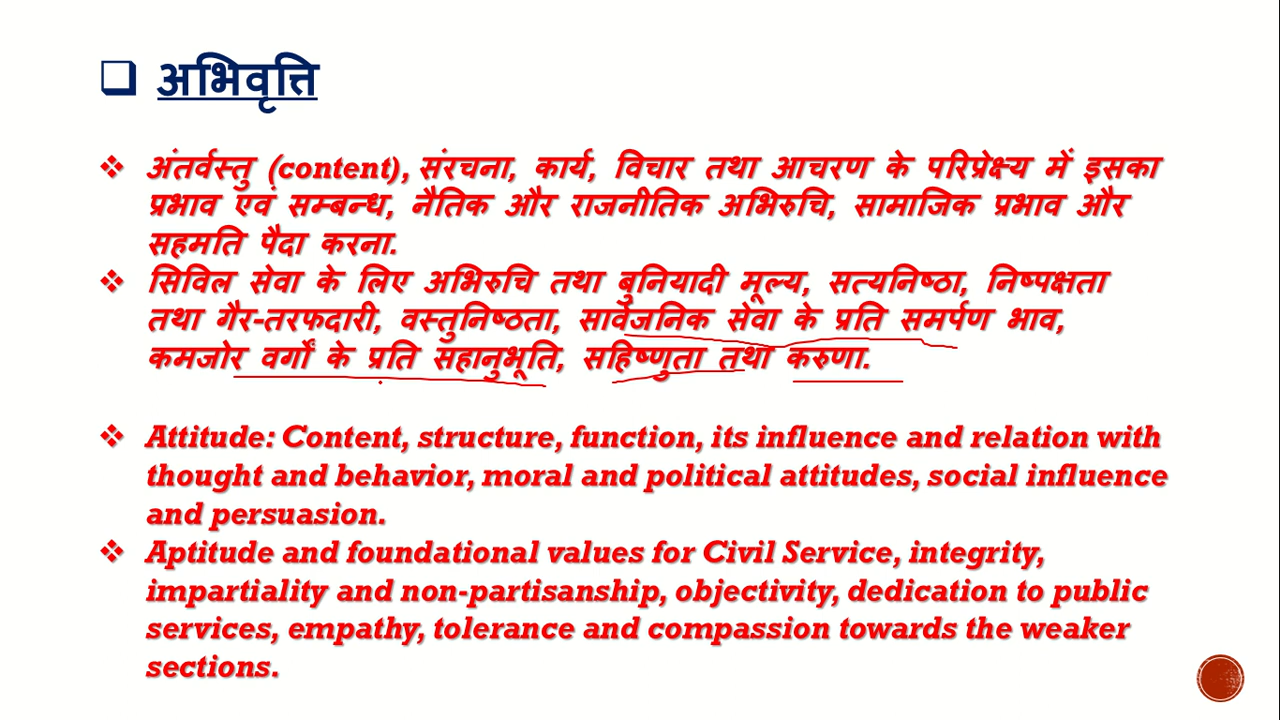 अभिवृत्ति
अंतर्वस्तु (content), संरचना, कार्य, विचार तथा आचरण के परिप्रेक्ष्य में इसका
प्रभाव एवं सम्बन्ध, नैतिक और राजनीतिक अभिरुचि, सामाजिक प्रभाव और
सहमति पैदा करना.
सिविल सेवा के लिए अभिरुचि तथा बुनियादी मूल्य, सत्यनिष्ठा, निष्पक्षता
तथा गैर-तरफदारी, वस्तुनिष्ठता, सार्वजनिक सेवा के प्रति समर्पण भाव,
कमजोर वर्गों के प्रति सहानुभूति, सहिष्णुता तथा करुणा.
Attitude: Content, structure, function, its influence and relation with
thought and behavior, moral and political attitudes, social influence
and persuasion.
Aptitude and foundational values for Civil Service, integrity,
impartiality and non-partisanship, objectivity, dedication to public
services, empathy, tolerance and compassion towards the weaker
sections.